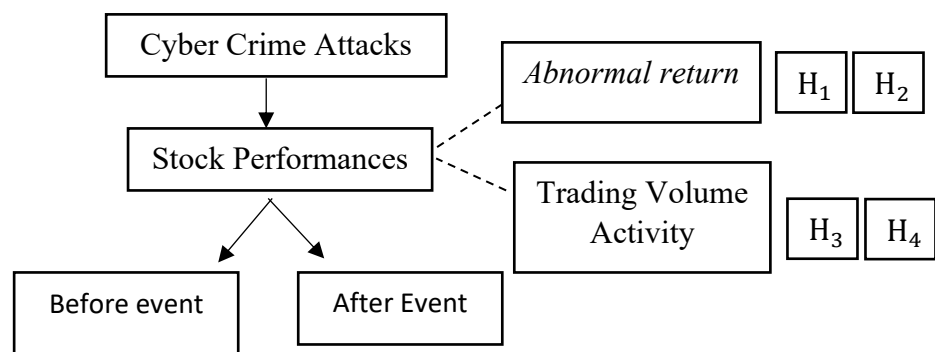 Cyber Crime Attacks
Abnormal return
H₁ H₂
Stock Performances
Trading Volume
Activity
H₃ H₄
Before event
After Event